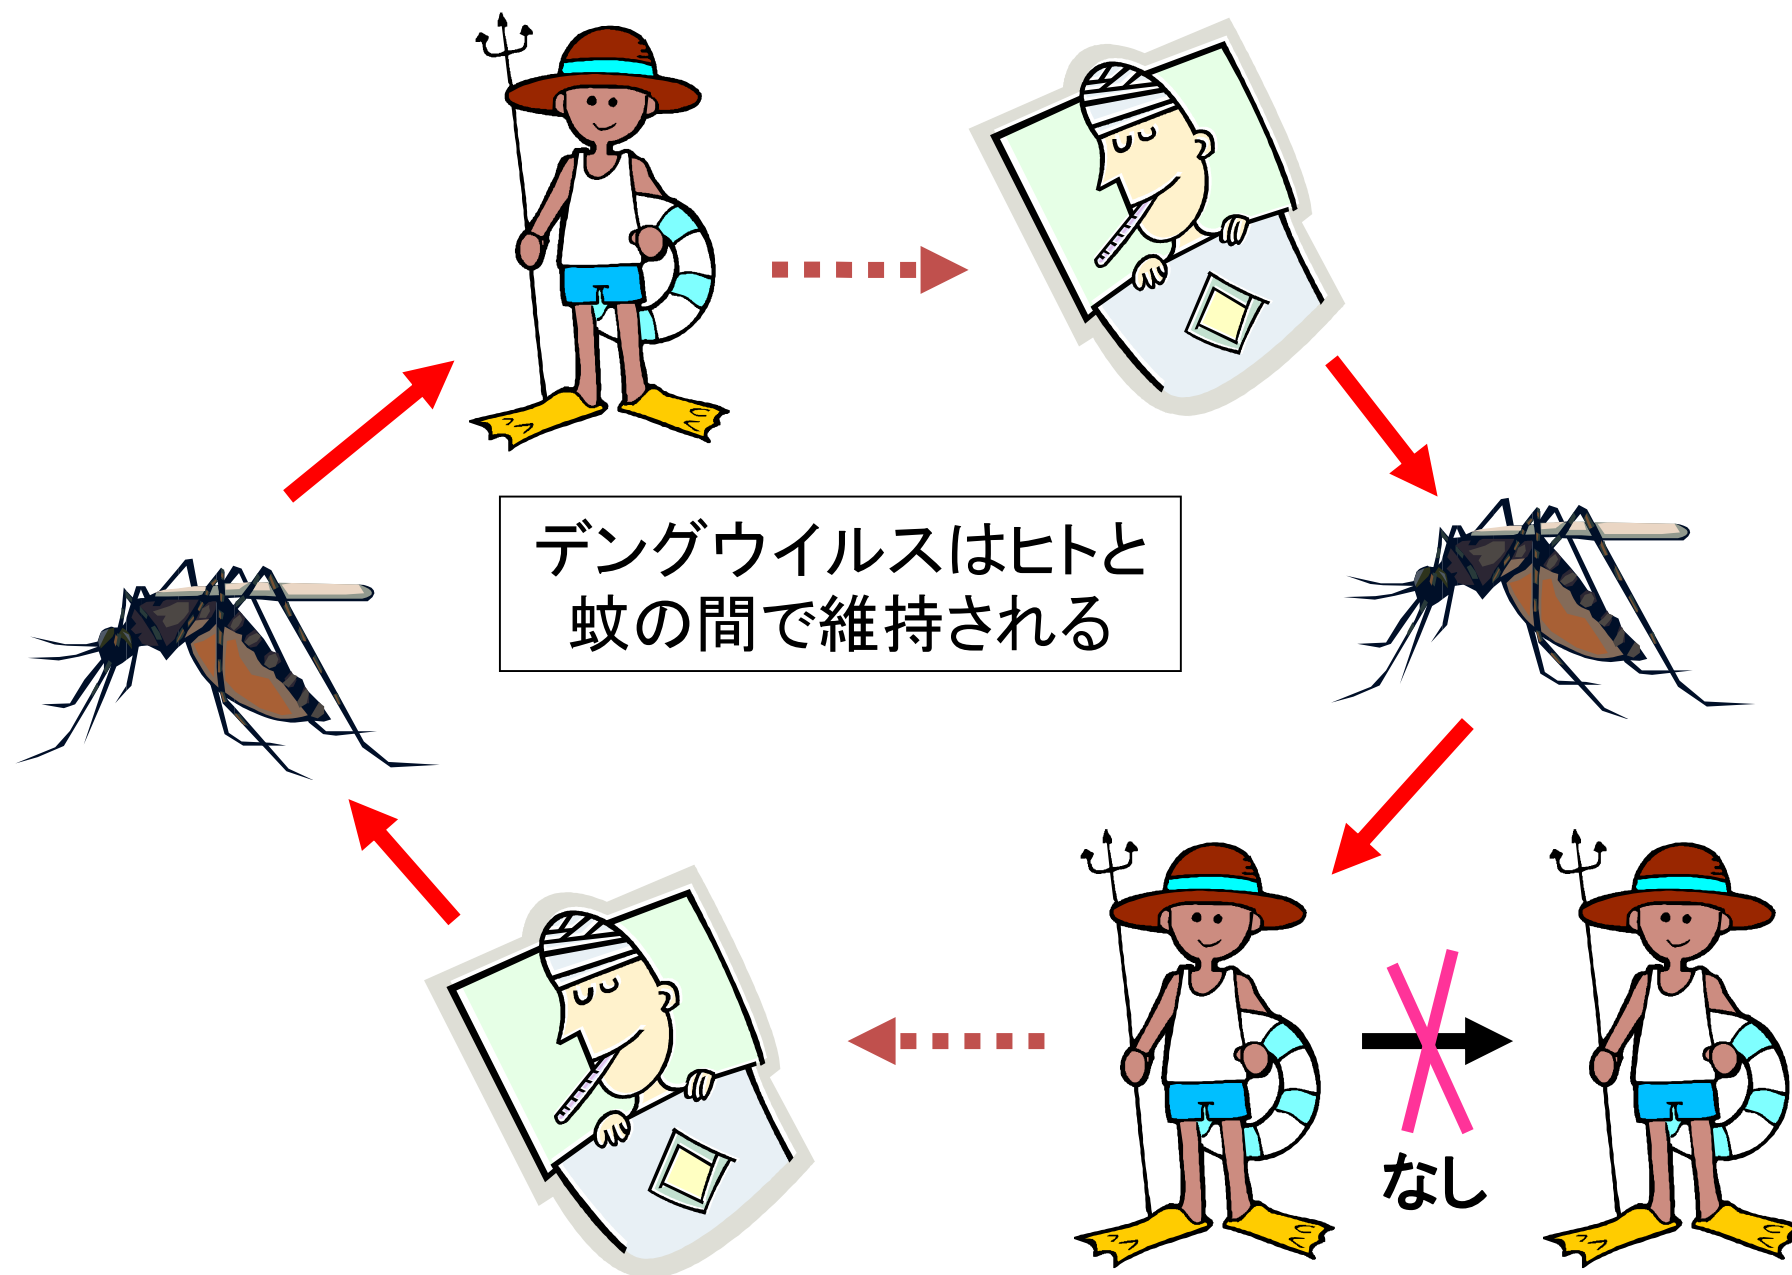 デングウイルスはヒトと
蚊の間で維持される
なし